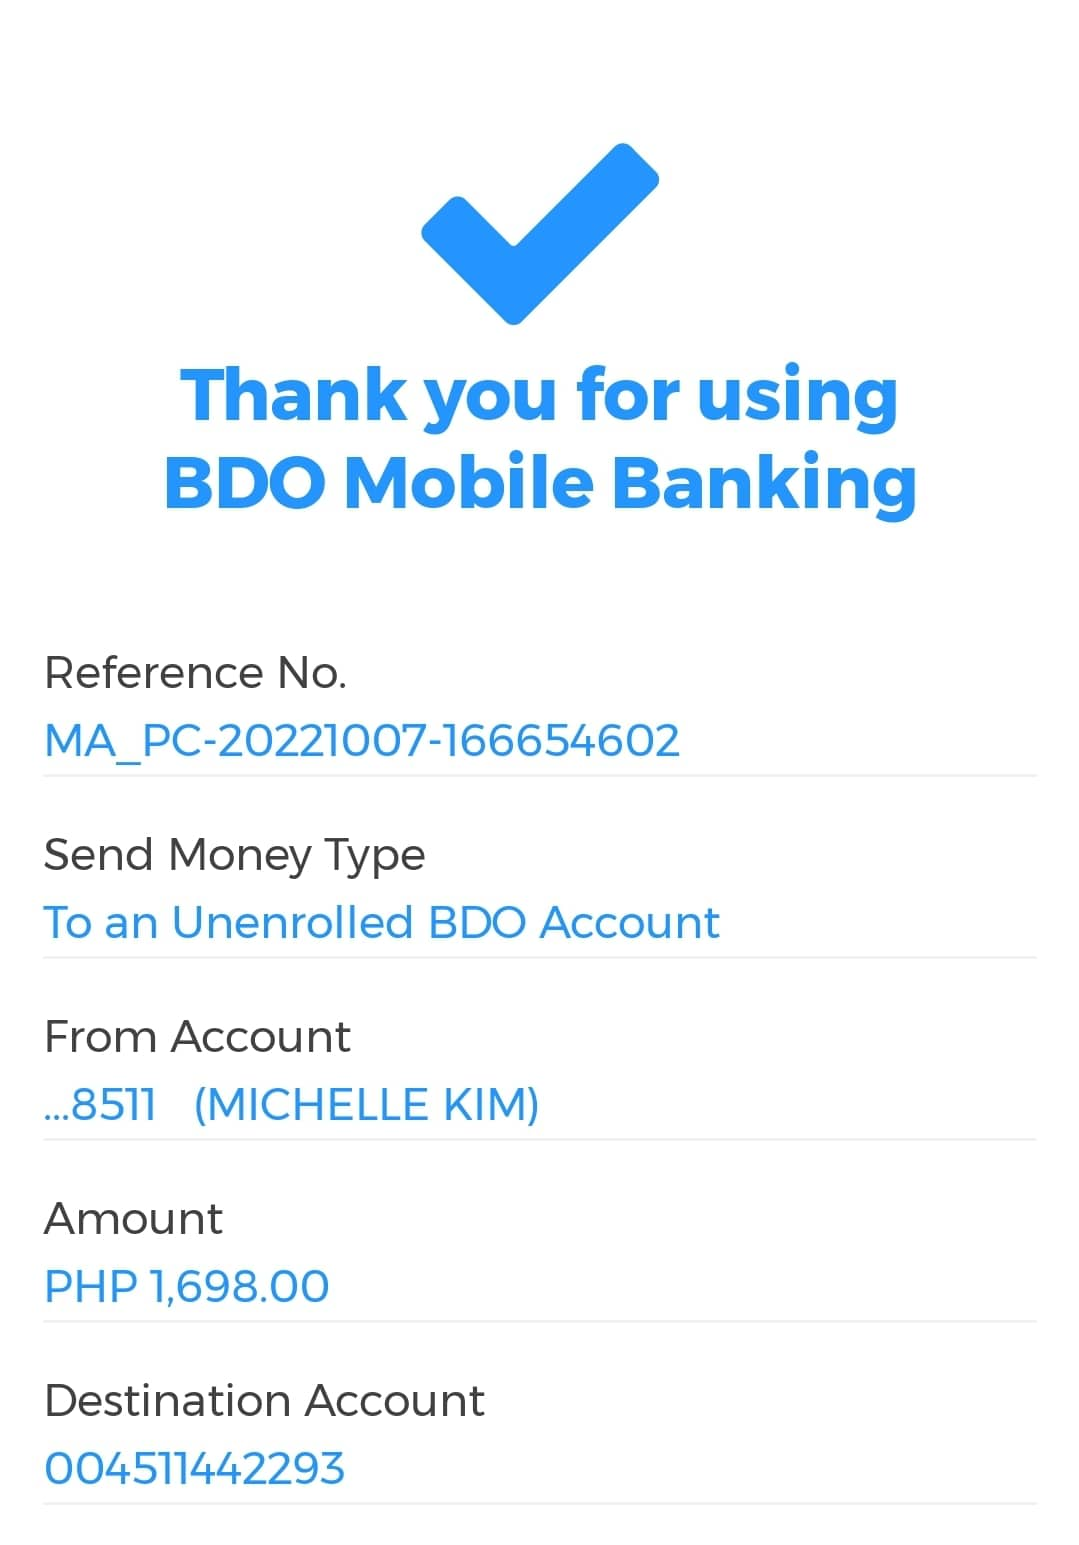 Thank you for using
BDO Mobile Banking
Reference No.
MA_PC-20221007-166654602
Send Money Type
To an Unenrolled BDO Account
From Account
...8511 (MICHELLE KIM)
Amount
PHP 1,698.00
Destination Account
004511442293